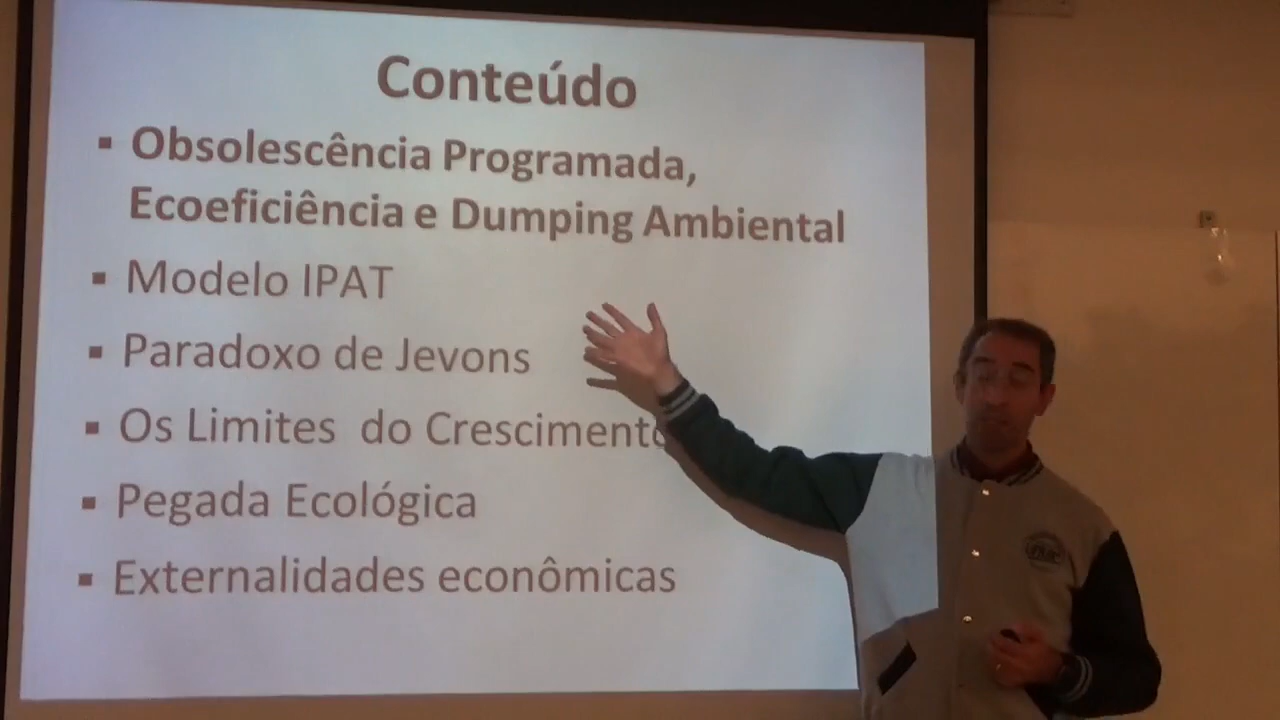 Conteúdo
▪ Obsolescência Programada,
Ecoeficiência e Dumping Ambiental
▪ Modelo IPAT
▪ Paradoxo de Jevons
▪ Os Limites do Crescimento
▪ Pegada Ecológica
▪ Externalidades econômicas